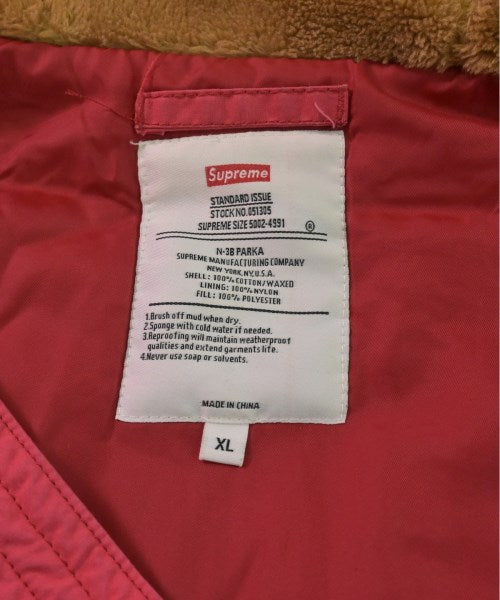 Supreme
STANDARD ISSUE
STOCK NO. 051305
SUPREME SIZE 5D02-4991 ®
N-3B PARKA
SUPREME MANUFACTURING COMPANY
NEW YORK, N.Y. U.S.A.
SHELL: 100% COTTON/WAXED
LINING: 100% NYLON
FILL: 100% POLYESTER
1.Brush off mud when dry.
2.Sponge with cold water if needed.
3.Reproofing will maintain weatherproof
qualities and extend garments life.
4.Never use soap or solvents.
MADE IN CHINA
XL